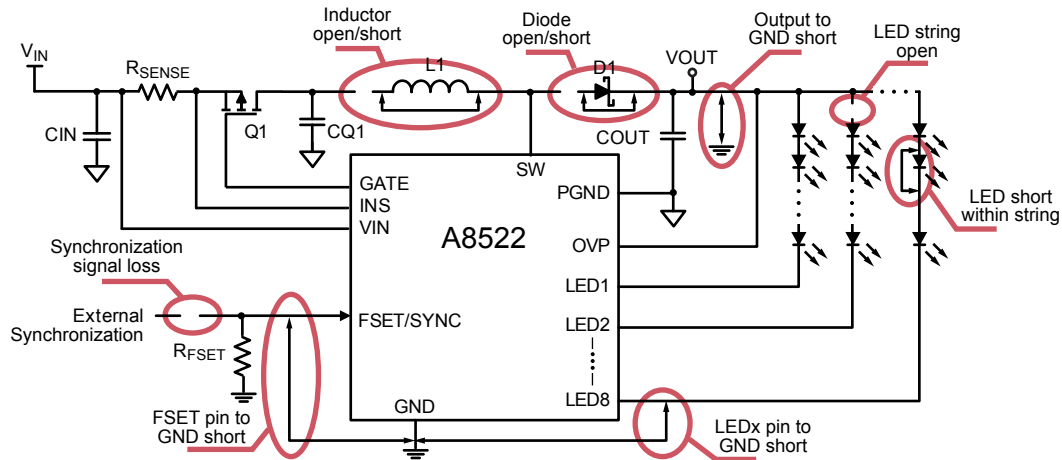 Inductor
open/short
Diode
open/short
Output to
GND short
LED string
open
VIN
RSENSE
L1
D1
VOUT
CIN
Q1
CQ1
COUT
SW
GATE
INS
VIN
PGND
A8522
OVP
LED short
within string
Synchronization
signal loss
LED1
External
Synchronization
FSET/SYNC
LED2
RFSET
LED8
GND
FSET pin to
GND short
LEDx pin to
GND short